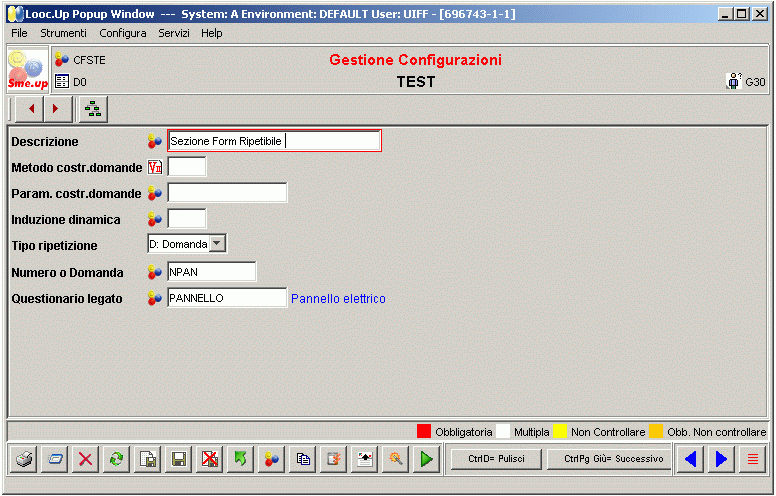 Looc.Up Popup Window --- System: A Environment: DEFAULT User: UIFF - [696743-1-1]
File Strumenti Configura Servizi Help
Sme.up
CFSTE
D0
Gestione Configurazioni
TEST
G30
Descrizione Sezione Form Ripetibile
Metodo costr.domande
Param. costr.domande
Induzione dinamica
Tipo ripetizione D: Domanda
Numero o Domanda NPAN
Questionario legato PANNELLO Pannello elettrico
Obbligatoria Multipla Non Controllare Obb. Non controllare
CtrlD= Pulisci CtrlPg Giù= Successivo